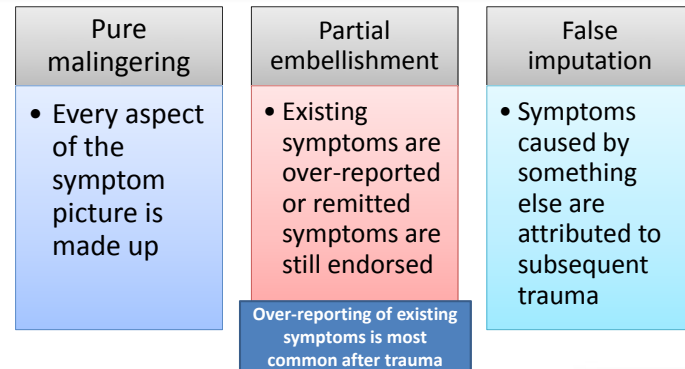 Pure
malingering
• Every aspect
of the
symptom
picture is
made up
Partial
embellishment
• Existing
symptoms are
over-reported
or remitted
symptoms are
still endorsed
Over-reporting of existing
symptoms is most
common after trauma
False
imputation
• Symptoms
caused by
something
else are
attributed to
subsequent
trauma